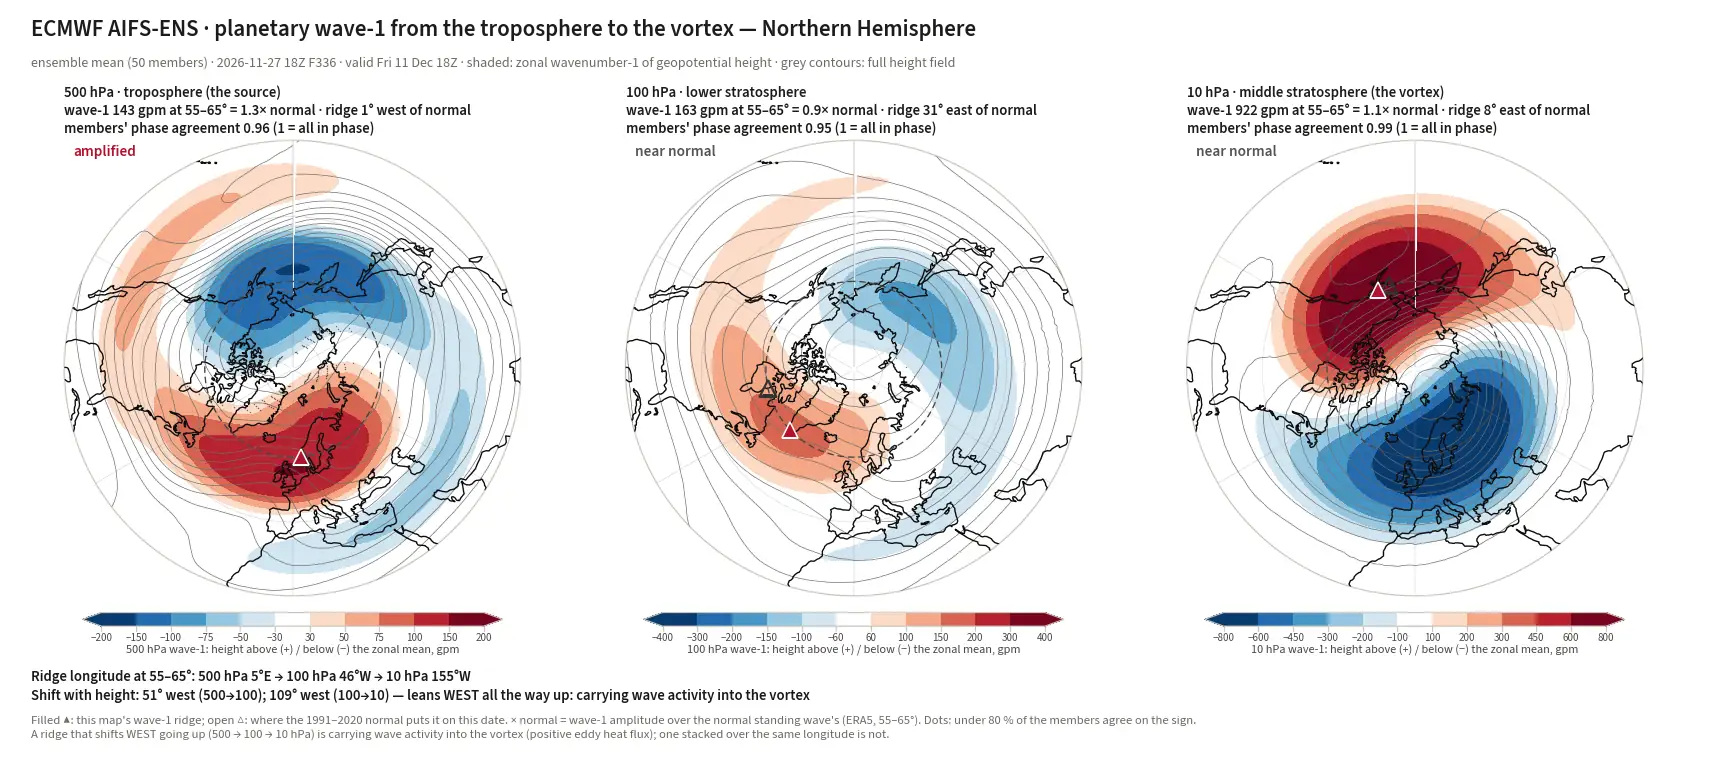 ECMWF AIFS-ENS · planetary wave-1 from the troposphere to the vortex — Northern Hemisphere
ensemble mean (50 members) · 2026-11-27 18Z F336 · valid Fri 11 Dec 18Z · shaded: zonal wavenumber-1 of geopotential height · grey contours: full height field
500 hPa · troposphere (the source)
wave-1 143 gpm at 55–65° = 1.3× normal · ridge 1° west of normal
members' phase agreement 0.96 (1 = all in phase)
amplified
100 hPa · lower stratosphere
wave-1 163 gpm at 55–65° = 0.9× normal · ridge 31° east of normal
members' phase agreement 0.95 (1 = all in phase)
near normal
10 hPa · middle stratosphere (the vortex)
wave-1 922 gpm at 55–65° = 1.1× normal · ridge 8° east of normal
members' phase agreement 0.99 (1 = all in phase)
near normal
−200 −150 −100 −75 −50 −30 30 50 75 100 150 200
500 hPa wave-1: height above (+) / below (−) the zonal mean, gpm
−400 −300 −200 −150 −100 −60 60 100 150 200 300 400
100 hPa wave-1: height above (+) / below (−) the zonal mean, gpm
−800 −600 −450 −300 −200 −100 100 200 300 450 600 800
10 hPa wave-1: height above (+) / below (−) the zonal mean, gpm
Ridge longitude at 55–65°: 500 hPa 5°E → 100 hPa 46°W → 10 hPa 155°W
Shift with height: 51° west (500→100); 109° west (100→10) — leans WEST all the way up: carrying wave activity into the vortex
Filled ▲: this map's wave-1 ridge; open △: where the 1991–2020 normal puts it on this date. × normal = wave-1 amplitude over the normal standing wave's (ERA5, 55–65°). Dots: under 80 % of the members agree on the sign.
A ridge that shifts WEST going up (500 → 100 → 10 hPa) is carrying wave activity into the vortex (positive eddy heat flux); one stacked over the same longitude is not.